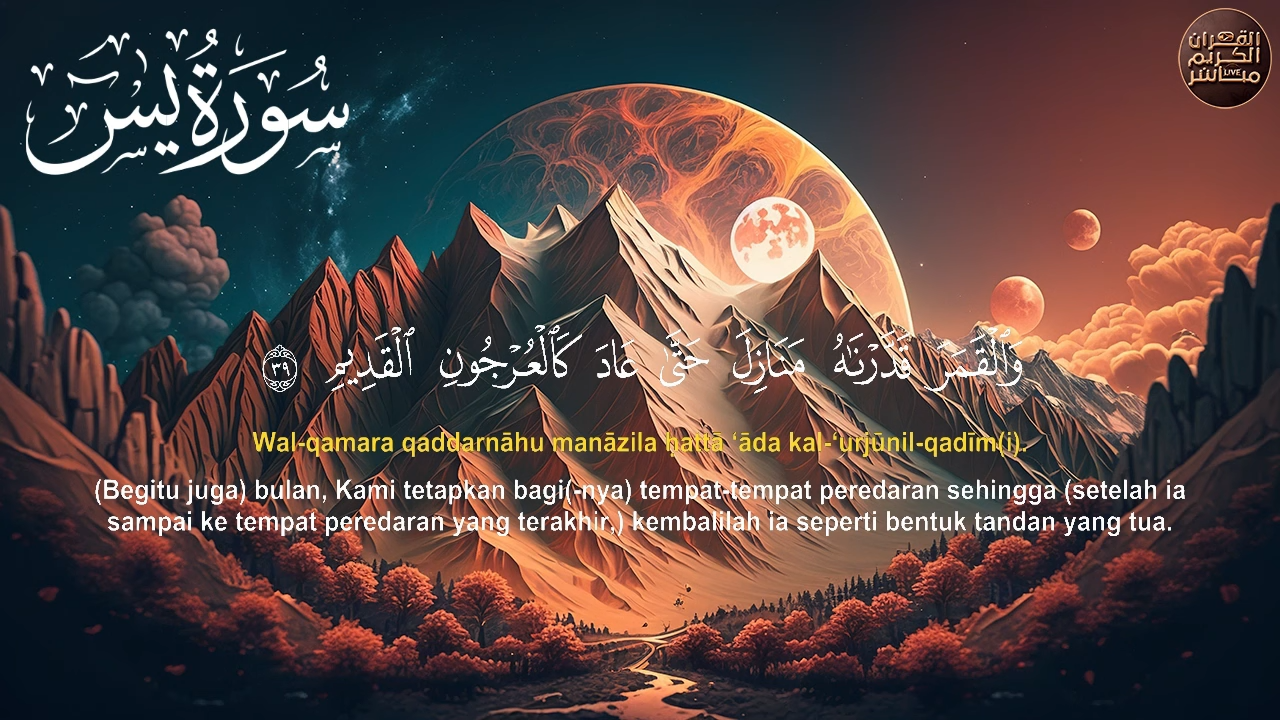 سُورَةُ يسٓ
القرآن
الكريم
مباشر
LIVE
وَٱلْقَمَرَ قَدَّرْنَٰهُ مَنَازِلَ حَتَّىٰ عَادَ كَٱلْعُرْجُونِ ٱلْقَدِيمِ ٣٩
Wal-qamara qaddarnāhu manāzila ḥattā ‘āda kal-‘urjūnil-qadīm(i).
(Begitu juga) bulan, Kami tetapkan bagi(-nya) tempat-tempat peredaran sehingga (setelah ia
sampai ke tempat peredaran yang terakhir,) kembalilah ia seperti bentuk tandan yang tua.